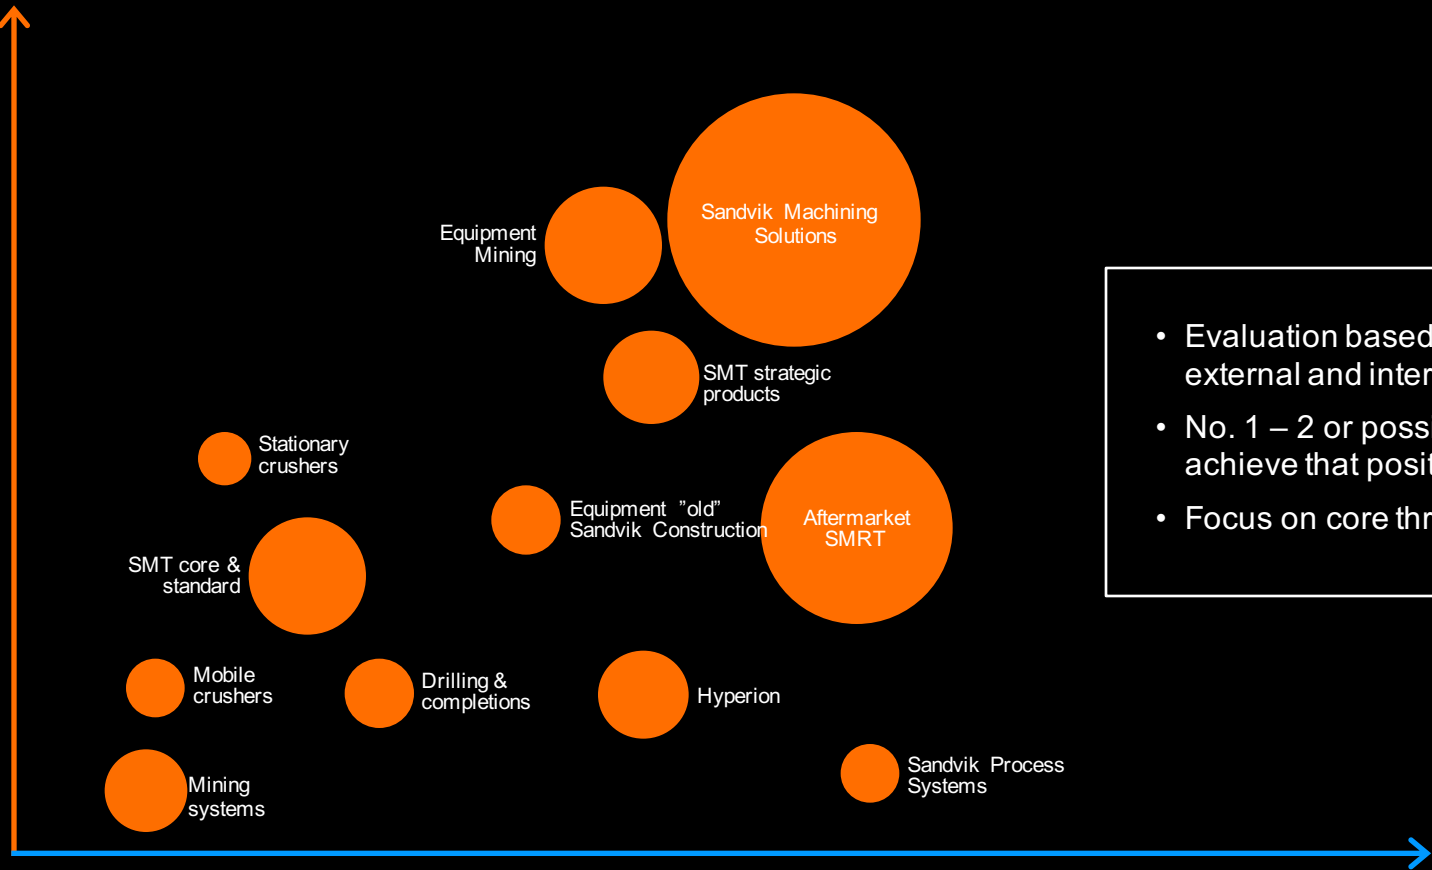 Sandvik Machining
Solutions
Equipment
Mining
SMT strategic
products
Stationary
crushers
Equipment ”old”
Sandvik Construction
Aftermarket
SMRT
SMT core &
standard
Mobile
crushers
Drilling &
completions
Hyperion
Sandvik Process
Systems
Mining
systems
• Evaluation based
external and inter
• No. 1 – 2 or possi
achieve that posit
• Focus on core thr